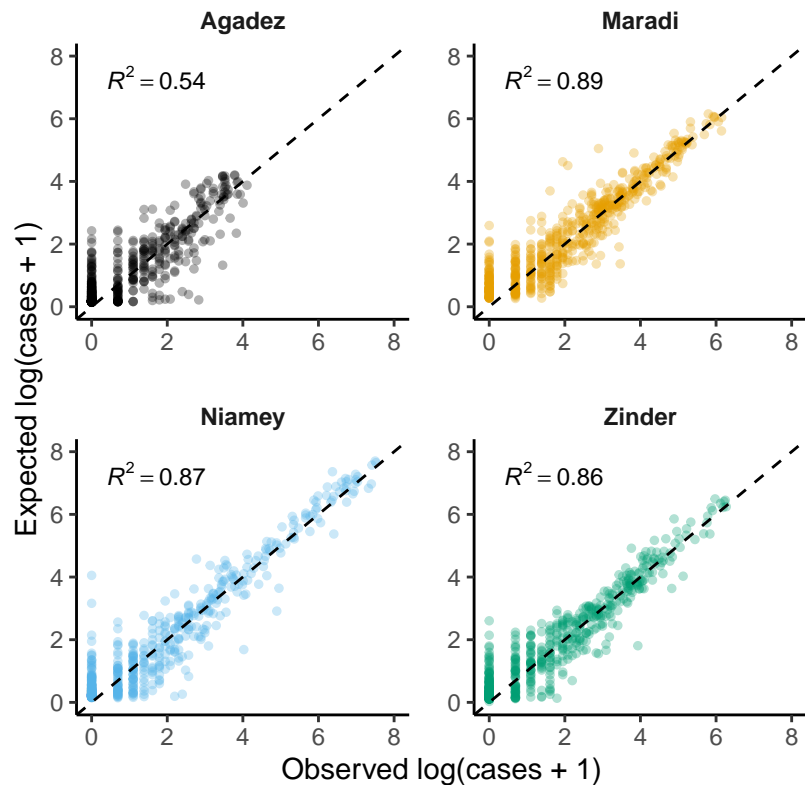 Agadez
Maradi
R² = 0.54
R² = 0.89
8
6
4
2
0
8
6
4
2
0
0 2 4 6 8
0 2 4 6 8
Niamey
Zinder
R² = 0.87
R² = 0.86
8
6
4
2
0
8
6
4
2
0
0 2 4 6 8
0 2 4 6 8
Expected log(cases + 1)
Observed log(cases + 1)